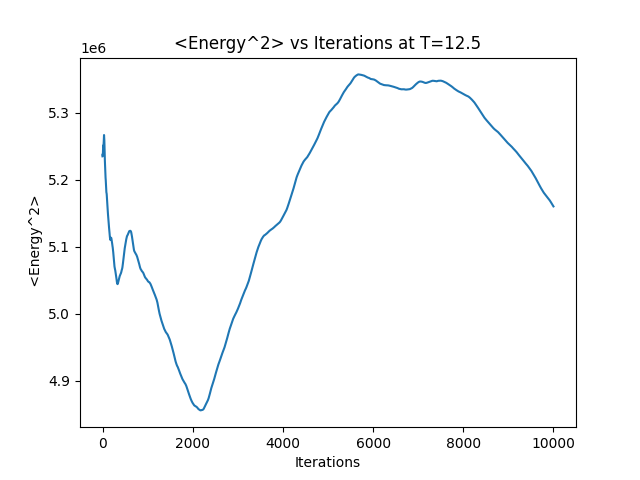 <Energy^2> vs Iterations at T=12.5
1e6
5.3
5.2
5.1
5.0
4.9
<Energy^2>
0 2000 4000 6000 8000 10000
Iterations